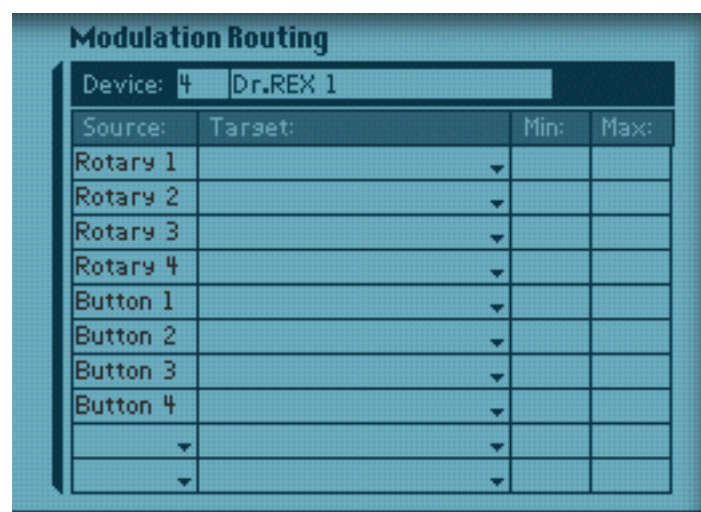 Modulation Routing
Device: 4 Dr.REX 1
Source: Target: Min: Max:
Rotary 1
Rotary 2
Rotary 3
Rotary 4
Button 1
Button 2
Button 3
Button 4